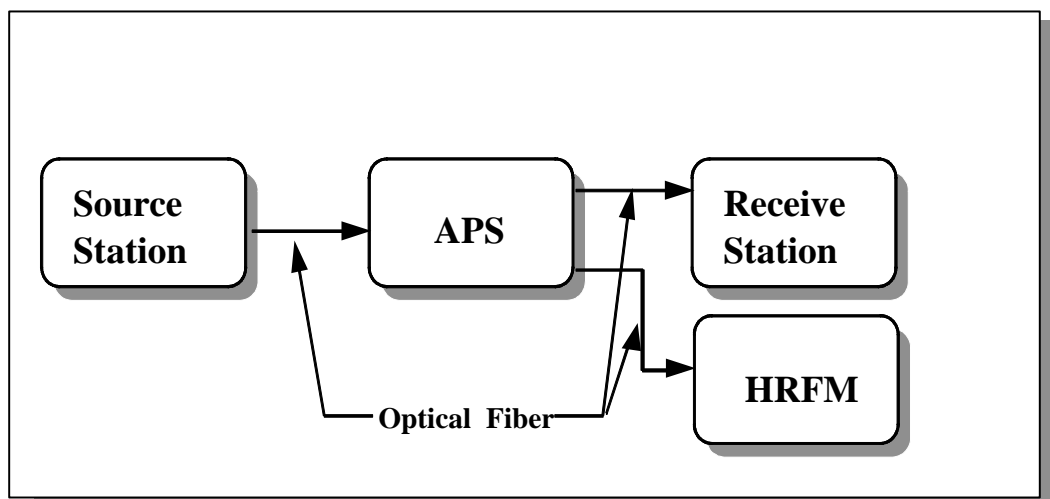 Source
Station
APS
Receive
Station
HRFM
Optical Fiber